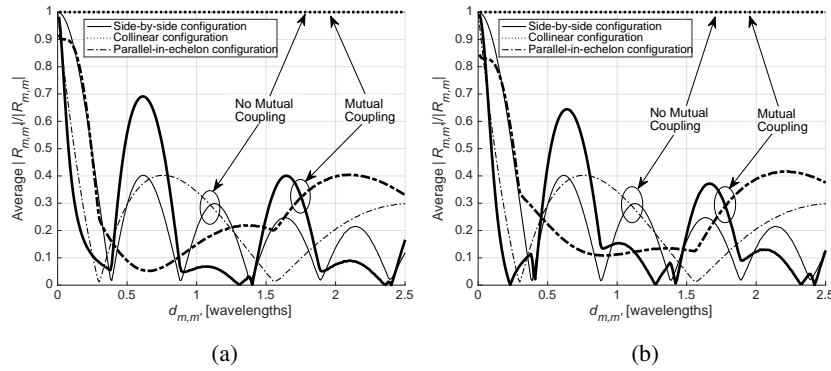 1
0.9
0.8
0.7
0.6
0.5
0.4
0.3
0.2
0.1
0
Average | R_{m,m'}|/|R_{m,m}|
Side-by-side configuration
Collinear configuration
Parallel-in-echelon configuration
No Mutual
Coupling
Mutual
Coupling
0 0.5 1 1.5 2 2.5
d_{m,m'} [wavelengths]
(a)
1
0.9
0.8
0.7
0.6
0.5
0.4
0.3
0.2
0.1
0
Average | R_{m,m'}|/|R_{m,m}|
Side-by-side configuration
Collinear configuration
Parallel-in-echelon configuration
No Mutual
Coupling
Mutual
Coupling
0 0.5 1 1.5 2 2.5
d_{m,m'} [wavelengths]
(b)